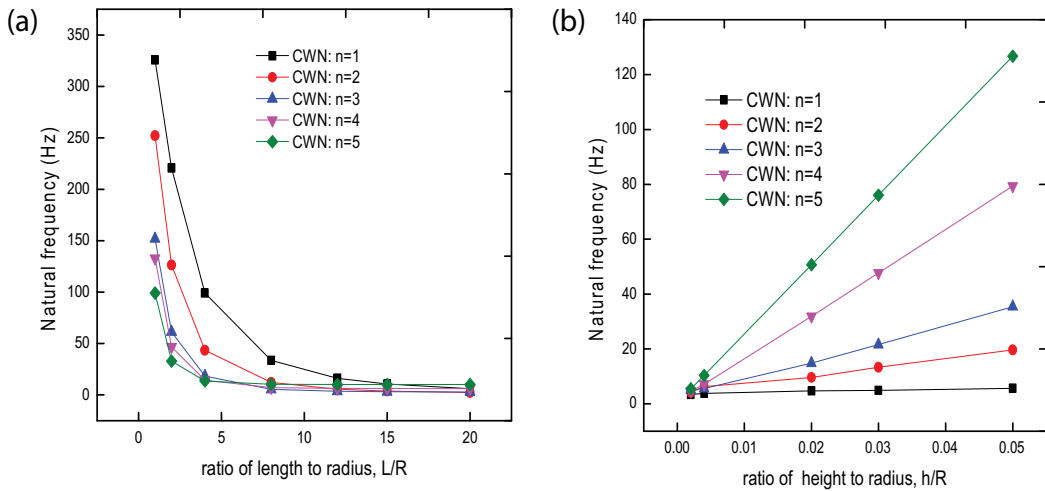 (a)
350
300
250
200
150
100
50
0
Natural frequency (Hz)
CWN: n=1
CWN: n=2
CWN: n=3
CWN: n=4
CWN: n=5
0 5 10 15 20
ratio of length to radius, L/R
(b)
140
120
100
80
60
40
20
0
Natural frequency (Hz)
CWN: n=1
CWN: n=2
CWN: n=3
CWN: n=4
CWN: n=5
0.00 0.01 0.02 0.03 0.04 0.05
ratio of height to radius, h/R